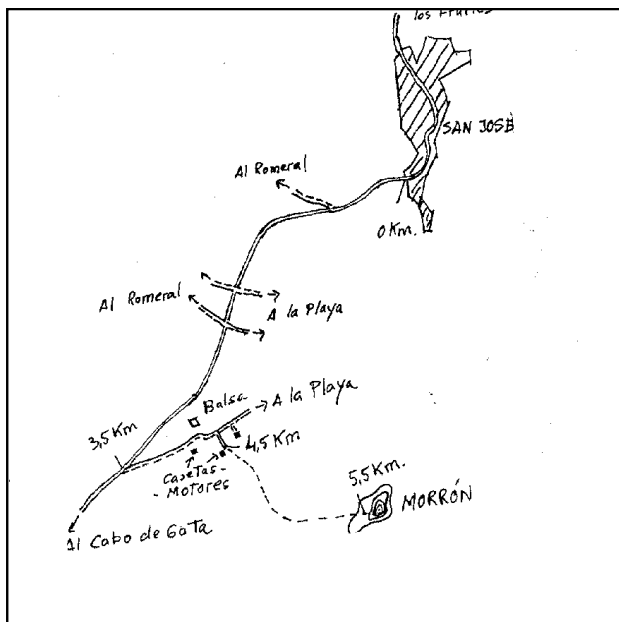 los
SAN JOSÉ
Al Romeral
0 Km.
Al Romeral
A la Playa
A la Playa
Balsa
3,5 Km
4,5 Km
Casetas -
- MOTORES
5,5 Km.
MORRÓN
Al Cabo de Gata